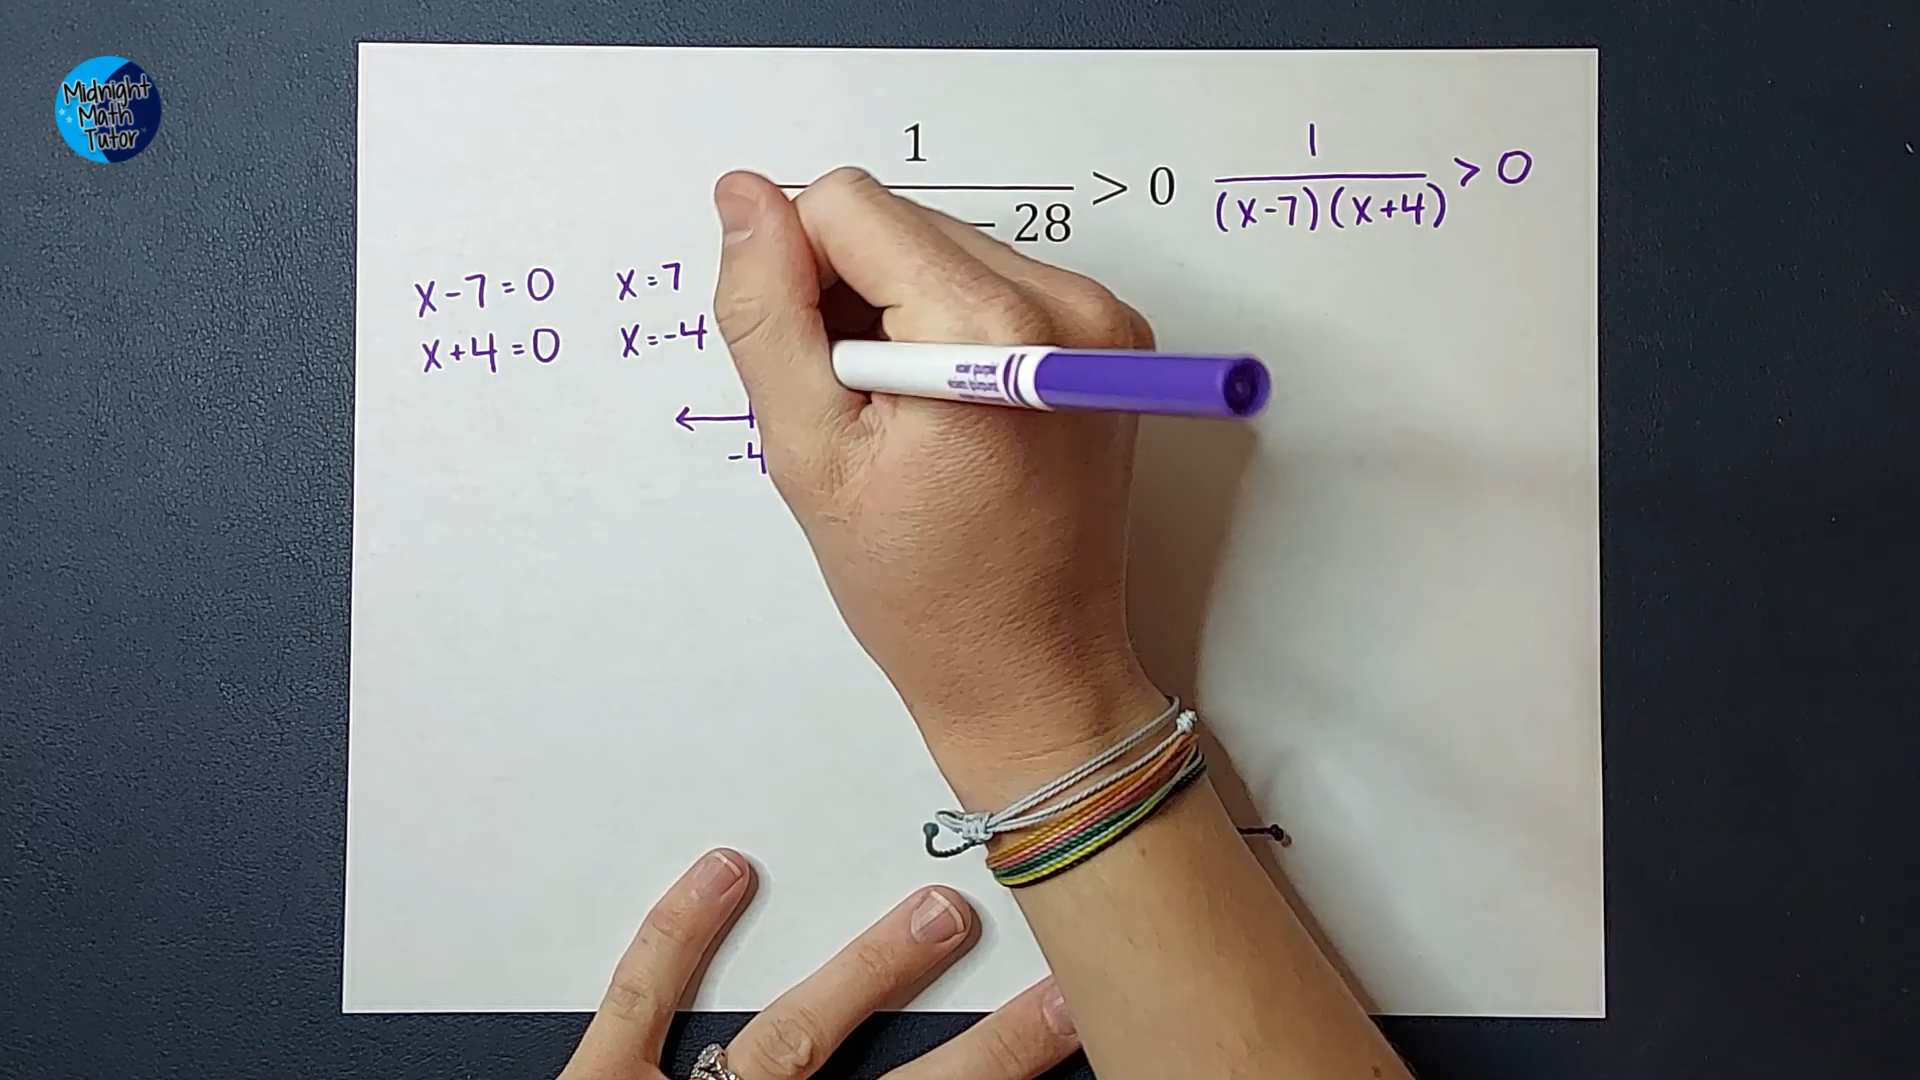 Midnight
Math
Tutor
1
- 28 > 0
1
(x-7)(x+4) > 0
x-7=0 x=7
x+4=0 x=-4
-4